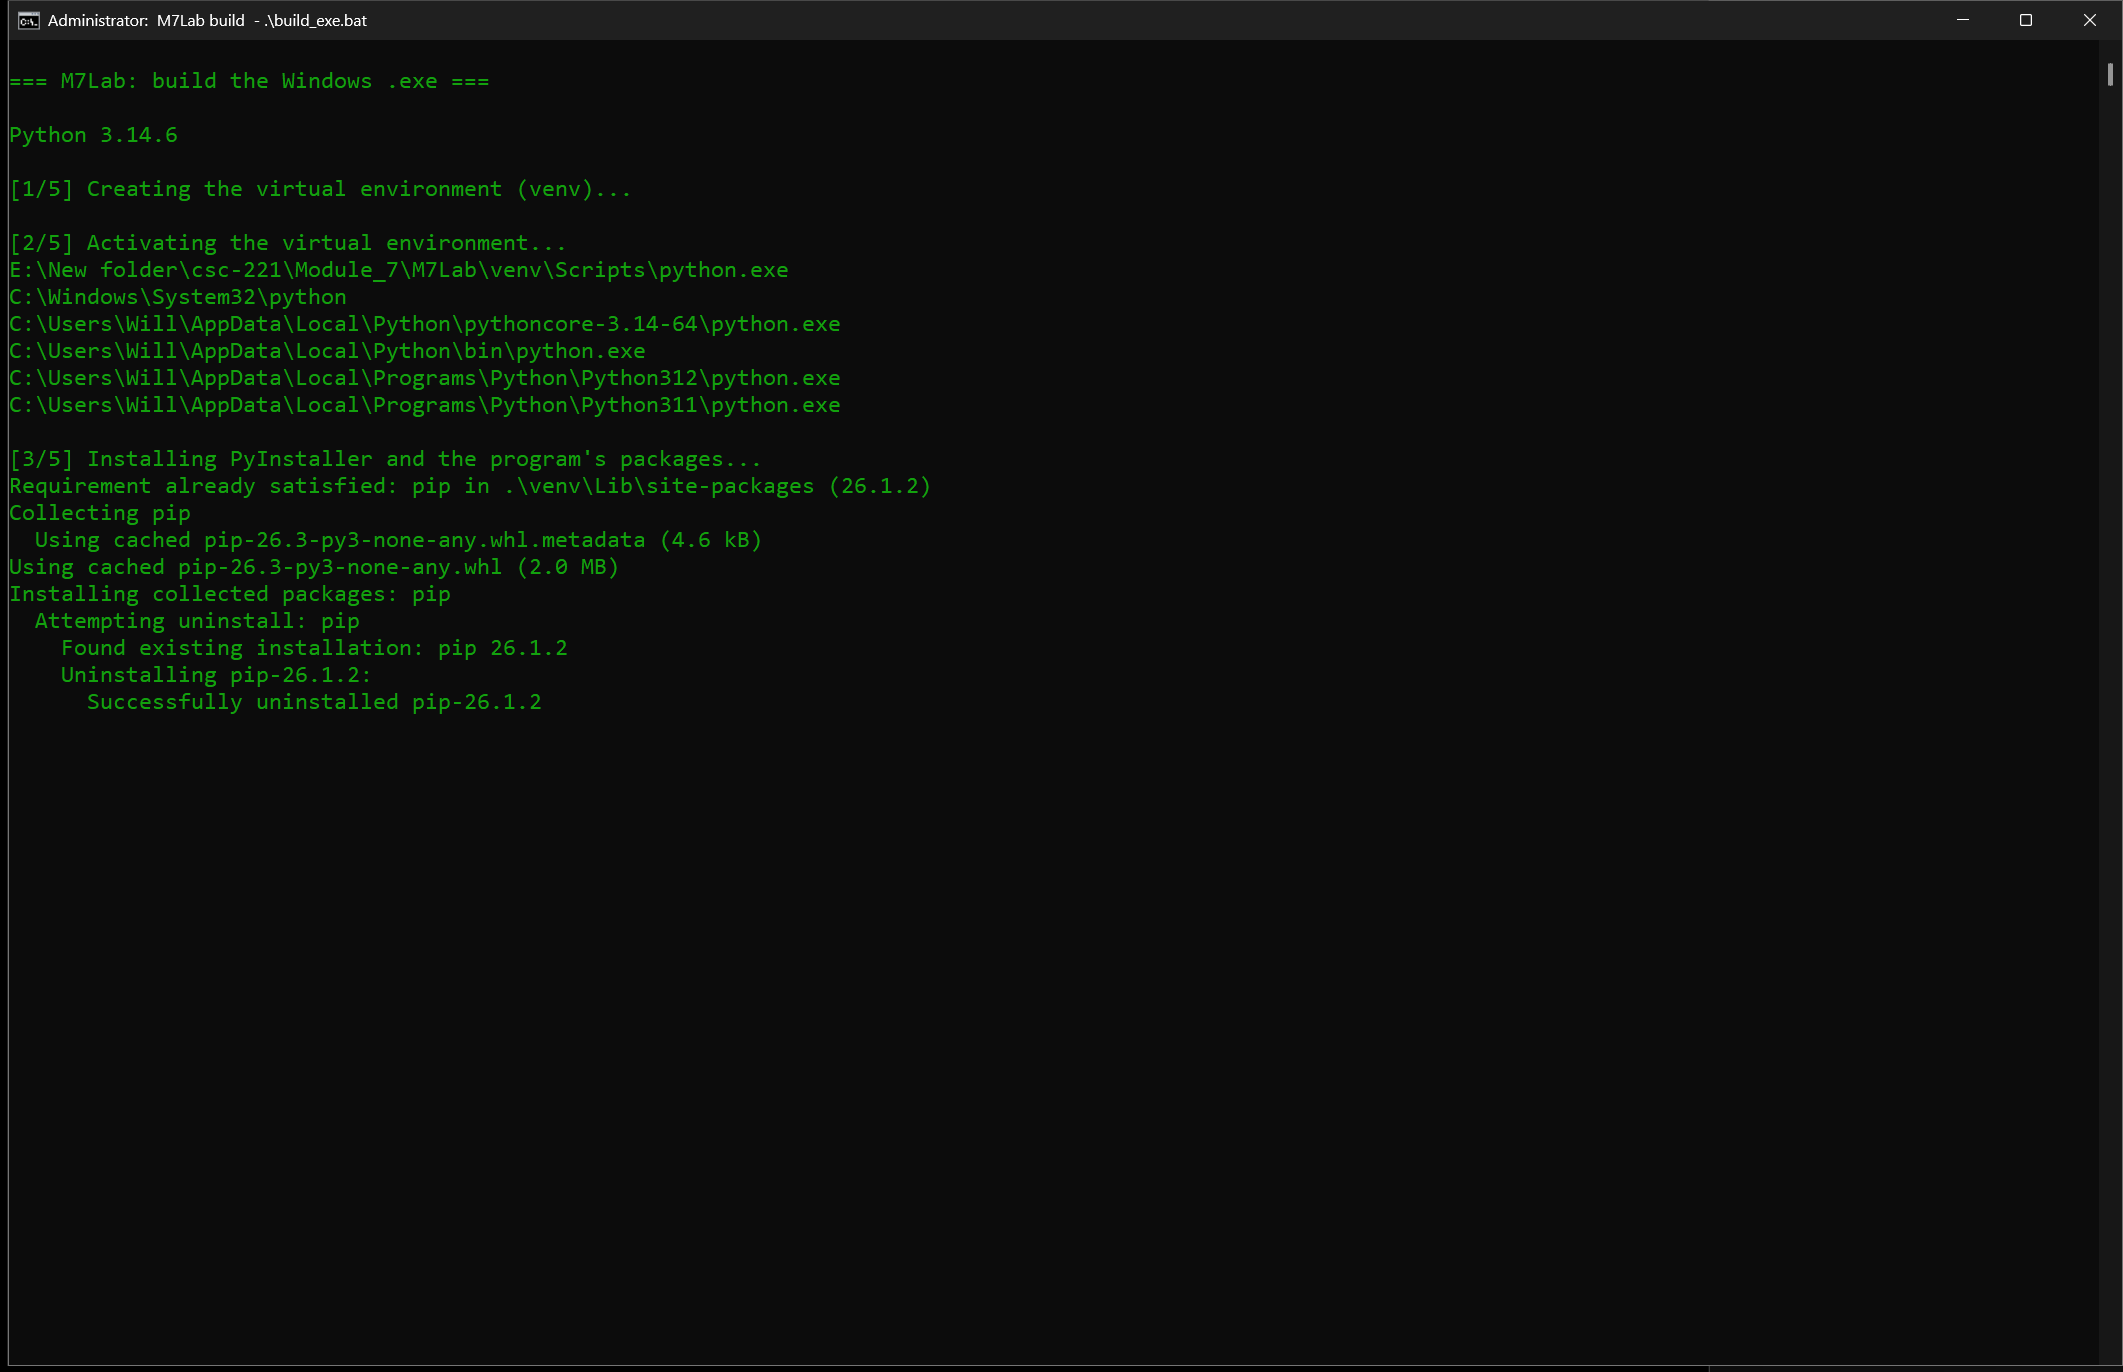 Administrator:  M7Lab build  - .\build_exe.bat
=== M7Lab: build the Windows .exe ===
Python 3.14.6
[1/5] Creating the virtual environment (venv)...
[2/5] Activating the virtual environment...
E:\New folder\csc-221\Module_7\M7Lab\venv\Scripts\python.exe
C:\Windows\System32\python
C:\Users\Will\AppData\Local\Python\pythoncore-3.14-64\python.exe
C:\Users\Will\AppData\Local\Python\bin\python.exe
C:\Users\Will\AppData\Local\Programs\Python\Python312\python.exe
C:\Users\Will\AppData\Local\Programs\Python\Python311\python.exe
[3/5] Installing PyInstaller and the program's packages...
Requirement already satisfied: pip in .\venv\Lib\site-packages (26.1.2)
Collecting pip
  Using cached pip-26.3-py3-none-any.whl.metadata (4.6 kB)
Using cached pip-26.3-py3-none-any.whl (2.0 MB)
Installing collected packages: pip
  Attempting uninstall: pip
    Found existing installation: pip 26.1.2
    Uninstalling pip-26.1.2:
      Successfully uninstalled pip-26.1.2